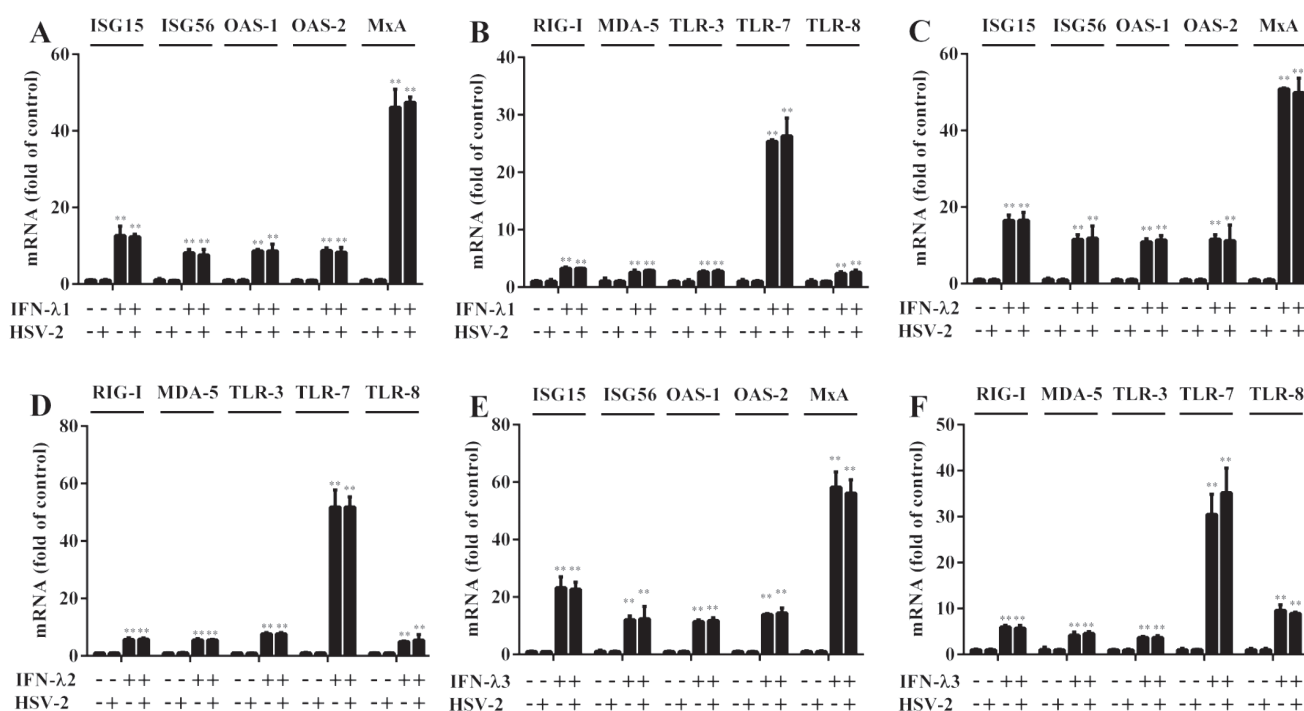 A
ISG15 ISG56 OAS-1 OAS-2 MxA
mRNA (fold of control)
60
40
20
0
** ** ** ** ** ** ** ** ** **
IFN-λ1 - - + + - - + + - - + + - - + + - - + +
HSV-2 - + - + - + - + - + - + - + - + - + - +
B
RIG-I MDA-5 TLR-3 TLR-7 TLR-8
mRNA (fold of control)
40
30
20
10
0
** ** ** ** ** ** ** ** ** **
IFN-λ1 - - + + - - + + - - + + - - + + - - + +
HSV-2 - + - + - + - + - + - + - + - + - + - +
C
ISG15 ISG56 OAS-1 OAS-2 MxA
mRNA (fold of control)
60
40
20
0
** ** ** ** ** ** ** ** ** **
IFN-λ2 - - + + - - + + - - + + - - + + - - + +
HSV-2 - + - + - + - + - + - + - + - + - + - +
D
RIG-I MDA-5 TLR-3 TLR-7 TLR-8
mRNA (fold of control)
80
60
40
20
0
** ** ** ** ** ** ** ** ** **
IFN-λ2 - - + + - - + + - - + + - - + + - - + +
HSV-2 - + - + - + - + - + - + - + - + - + - +
E
ISG15 ISG56 OAS-1 OAS-2 MxA
mRNA (fold of control)
80
60
40
20
0
** ** ** ** ** ** ** ** ** **
IFN-λ3 - - + + - - + + - - + + - - + + - - + +
HSV-2 - + - + - + - + - + - + - + - + - + - +
F
RIG-I MDA-5 TLR-3 TLR-7 TLR-8
mRNA (fold of control)
50
40
30
20
10
0
** ** ** ** ** ** ** ** ** **
IFN-λ3 - - + + - - + + - - + + - - + + - - + +
HSV-2 - + - + - + - + - + - + - + - + - + - +